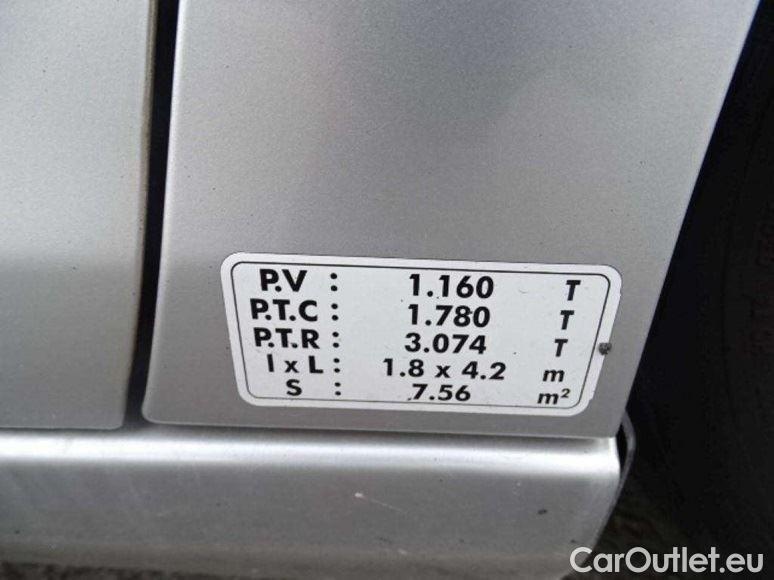 P.V : 1.160 T
P.T.C : 1.780 T
P.T.R : 3.074 T
l x L : 1.8 x 4.2 m
S : 7.56 m²
CarOutlet.eu